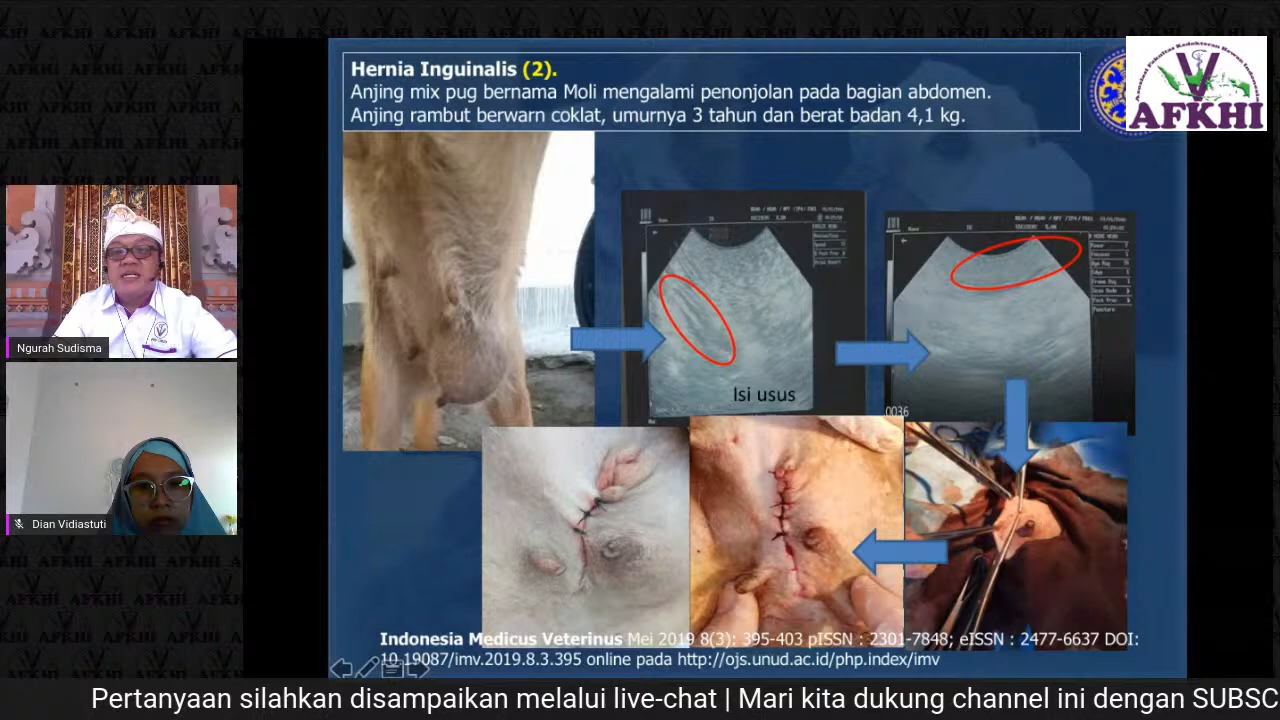 Hernia Inguinalis (2).
Anjing mix pug bernama Moli mengalami penonjolan pada bagian abdomen.
Anjing rambut berwarn coklat, umurnya 3 tahun dan berat badan 4,1 kg.
AFKHI
Ngurah Sudisma
Dian Vidiastuti
Isi usus
0036
Indonesia Medicus Veterinus Mei 2019 8(3): 395-403 pISSN : 2301-7848; eISSN : 2477-6637 DOI:
10.19087/imv.2019.8.3.395 online pada http://ojs.unud.ac.id/php.index/imv
Pertanyaan silahkan disampaikan melalui live-chat | Mari kita dukung channel ini dengan SUBSC